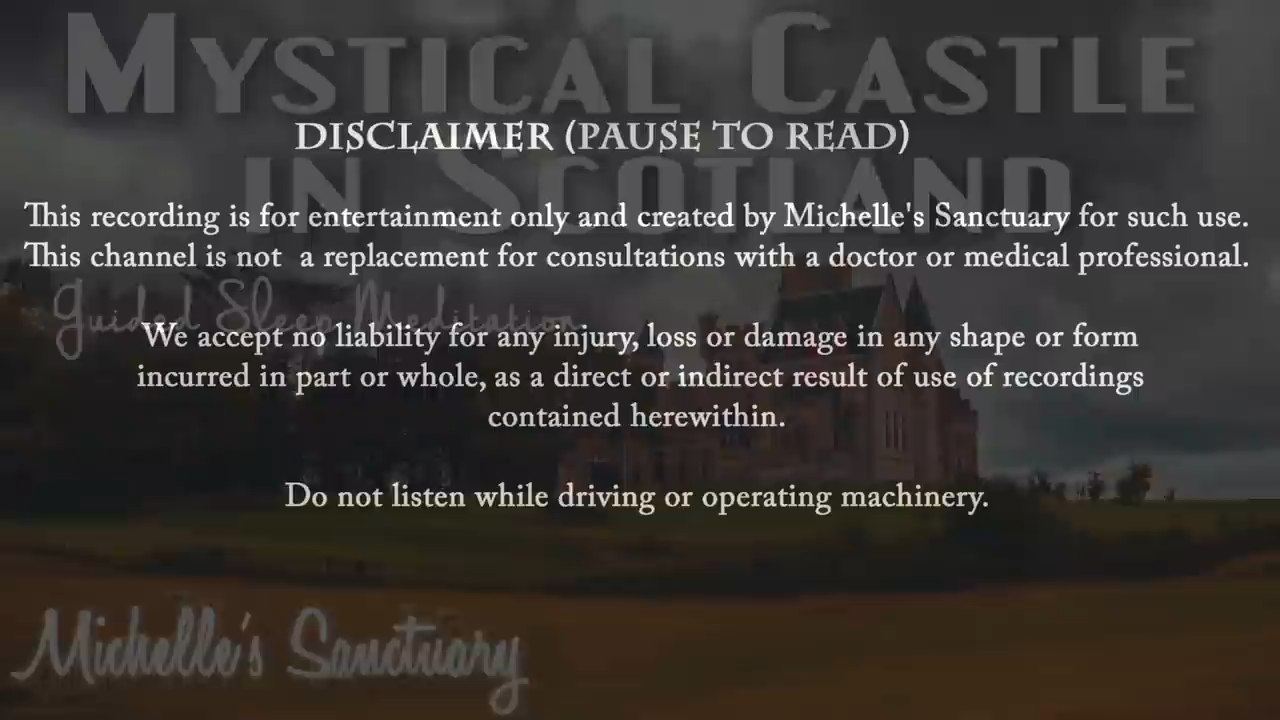 MYSTICAL CASTLE
IN SCOTLAND
DISCLAIMER (PAUSE TO READ)
This recording is for entertainment only and created by Michelle's Sanctuary for such use.
This channel is not a replacement for consultations with a doctor or medical professional.
Guided Sleep Meditation
We accept no liability for any injury, loss or damage in any shape or form
incurred in part or whole, as a direct or indirect result of use of recordings
contained herewithin.
Do not listen while driving or operating machinery.
Michelle's Sanctuary